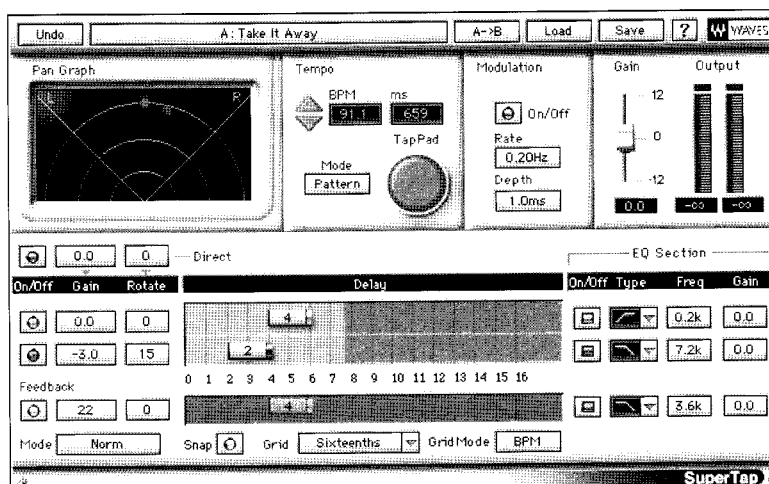 Undo A: Take It Away A->B Load Save ? WAVES
Pan Graph Tempo Modulation Gain Output
L R BPM ms On/Off 12
91.1 659 Rate 0
TapPad 0.20Hz
Mode Depth -12
Pattern 1.0ms 0.0 -∞ -∞
0.0 0 Direct EQ Section
On/Off Gain Rotate Delay On/Off Type Freq Gain
0.0 0 4 0.2k 0.0
-3.0 15 2 7.2k 0.0
0 1 2 3 4 5 6 7 8 9 10 11 12 13 14 15 16
Feedback
22 0 4 3.6k 0.0
Mode Norm Snap Grid Sixteenths Grid Mode BPM
SuperTap